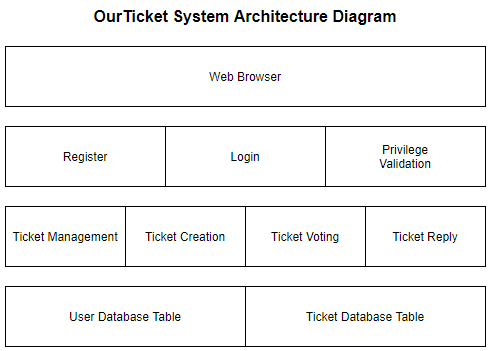 OurTicket System Architecture Diagram
Web Browser
Register
Login
Privilege
Validation
Ticket Management
Ticket Creation
Ticket Voting
Ticket Reply
User Database Table
Ticket Database Table